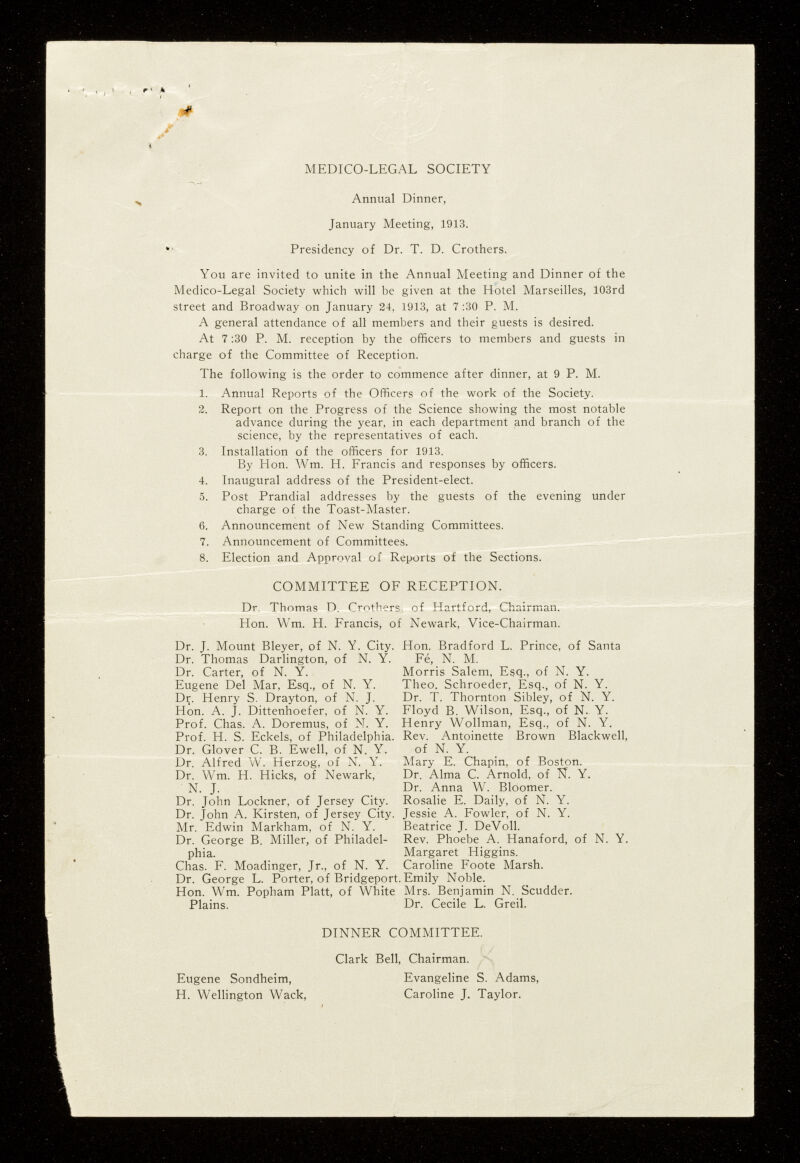 MEDICO-LEGAL SOCIETY
Annual Dinner,
January Meeting, 1913.
Presidency of Dr. T. D. Crothers.
You are invited to unite in the Annual Meeting and Dinner of the
Medico-Legal Society which will be given at the Hotel Marseilles, 103rd
street and Broadway on January 24, 1913, at 7:30 P. M.
A general attendance of all members and their guests is desired.
At 7:30 P. M. reception by the officers to members and guests in
charge of the Committee of Reception.
The following is the order to commence after dinner, at 9 P. M.
1. Annual Reports of the Officers of the work of the Society.
2. Report on the Progress of the Science showing the most notable
advance during the year, in each department and branch of the
science, by the representatives of each.
3. Installation of the officers for 1913.
By Hon. Wm. H. Francis and responses by officers.
4. Inaugural address of the President-elect.
5. Post Prandial addresses by the guests of the evening under
charge of the Toast-Master.
6. Announcement of New Standing Committees.
7. Announcement of Committees.
8. Election and Approval of Reports of the Sections.
COMMITTEE OF RECEPTION.
Dr. Thomas D. Crothers, of Hartford, Chairman.
Hon. Wm. H. Francis, of Newark, Vice-Chairman.
Dr. J. Mount Bleyer, of N. Y. City.
Dr. Thomas Darlington, of N. Y.
Dr. Carter, of N. Y.
Eugene Del Mar, Esq., of N. Y.
Dr. Henry S. Drayton, of N. J.
Hon. A. J. Dittenhoefer, of N. Y.
Prof. Chas. A. Doremus, of N. Y.
Prof. H. S. Eckels, of Philadelphia.
Dr. Glover C. B. Ewell, of N. Y.
Dr. Alfred W. Herzog, of N. Y.
Dr. Wm. H. Hicks, of Newark,
N. J.
Dr. John Lockner, of Jersey City.
Dr. John A. Kirsten, of Jersey City.
Mr. Edwin Markham, of N. Y.
Dr. George B. Miller, of Philadel-
phia.
Chas. F. Moadinger, Jr., of N. Y.
Dr. George L. Porter, of Bridgeport.
Hon. Wm. Popham Platt, of White
Plains.
Hon. Bradford L. Prince, of Santa
Fé, N. M.
Morris Salem, Esq., of N. Y.
Theo. Schroeder, Esq., of N. Y.
Dr. T. Thornton Sibley, of N. Y.
Floyd B. Wilson, Esq., of N. Y.
Henry Wollman, Esq., of N. Y.
Rev. Antoinette Brown Blackwell,
of N. Y.
Mary E. Chapin, of Boston.
Dr. Alma C. Arnold, of N. Y.
Dr. Anna W. Bloomer.
Rosalie E. Daily, of N. Y.
Jessie A. Fowler, of N. Y.
Beatrice J. DeVoll.
Rev. Phoebe A. Hanaford, of N. Y.
Margaret Higgins.
Caroline Foote Marsh.
Emily Noble.
Mrs. Benjamin N. Scudder.
Dr. Cecile L. Greil.
DINNER COMMITTEE.
Clark Bell, Chairman.
Eugene Sondheim,
H. Wellington Wack,
Evangeline S. Adams,
Caroline J. Taylor.